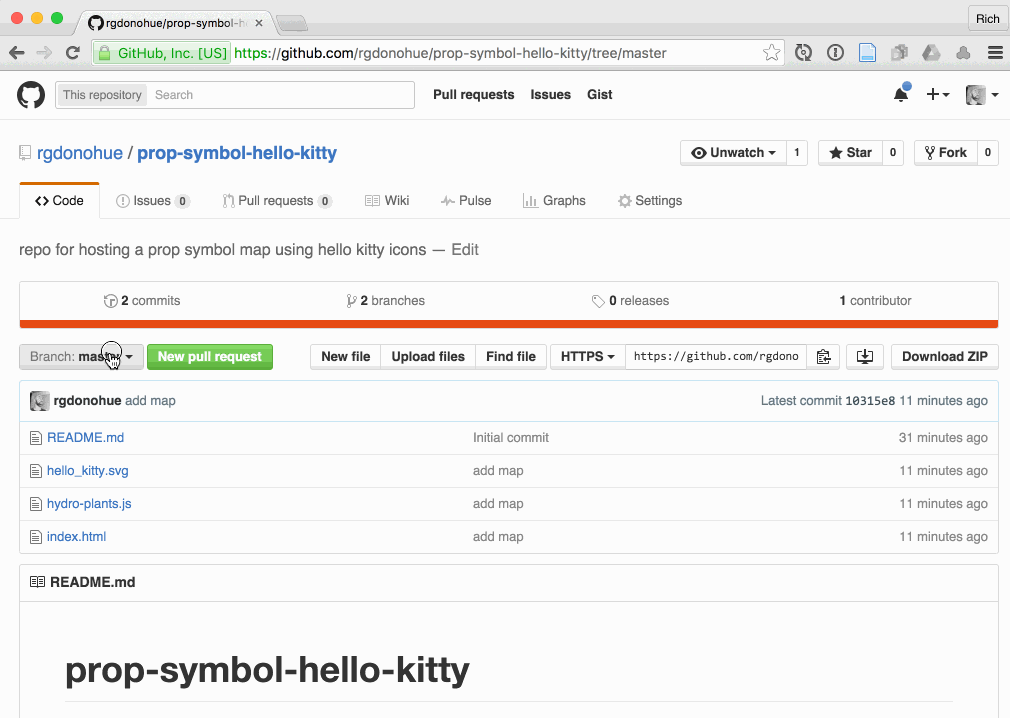 rgdonohue/prop-symbol-h
Rich
GitHub, Inc. [US] https://github.com/rgdonohue/prop-symbol-hello-kitty/tree/master
This repository Search Pull requests Issues Gist
rgdonohue / prop-symbol-hello-kitty Unwatch 1 Star 0 Fork 0
Code Issues 0 Pull requests 0 Wiki Pulse Graphs Settings
repo for hosting a prop symbol map using hello kitty icons — Edit
2 commits 2 branches 0 releases 1 contributor
Branch: master New pull request New file Upload files Find file HTTPS https://github.com/rgdono Download ZIP
rgdonohue add map Latest commit 10315e8 11 minutes ago
README.md Initial commit 31 minutes ago
hello_kitty.svg add map 11 minutes ago
hydro-plants.js add map 11 minutes ago
index.html add map 11 minutes ago
README.md
prop-symbol-hello-kitty